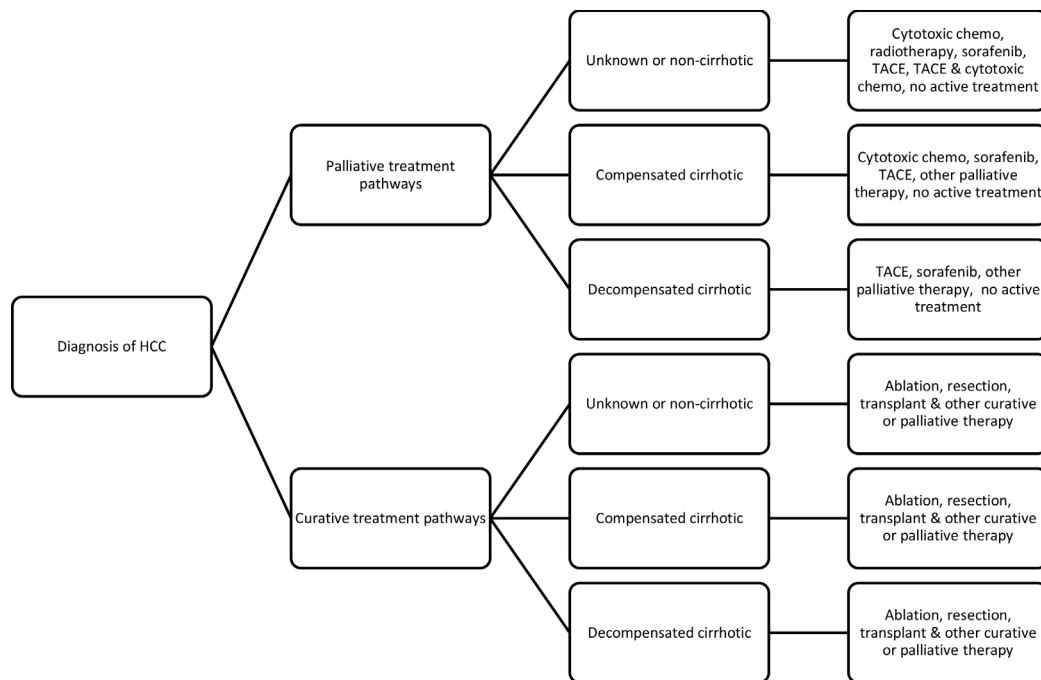 Diagnosis of HCC
Palliative treatment
pathways
Unknown or non-cirrhotic
Cytotoxic chemo,
radiotherapy, sorafenib,
TACE, TACE & cytotoxic
chemo, no active treatment
Compensated cirrhotic
Cytotoxic chemo, sorafenib,
TACE, other palliative
therapy, no active treatment
Decompensated cirrhotic
TACE, sorafenib, other
palliative therapy,  no active
treatment
Curative treatment pathways
Unknown or non-cirrhotic
Ablation, resection,
transplant & other curative
or palliative therapy
Compensated cirrhotic
Ablation, resection,
transplant & other curative
or palliative therapy
Decompensated cirrhotic
Ablation, resection,
transplant & other curative
or palliative therapy